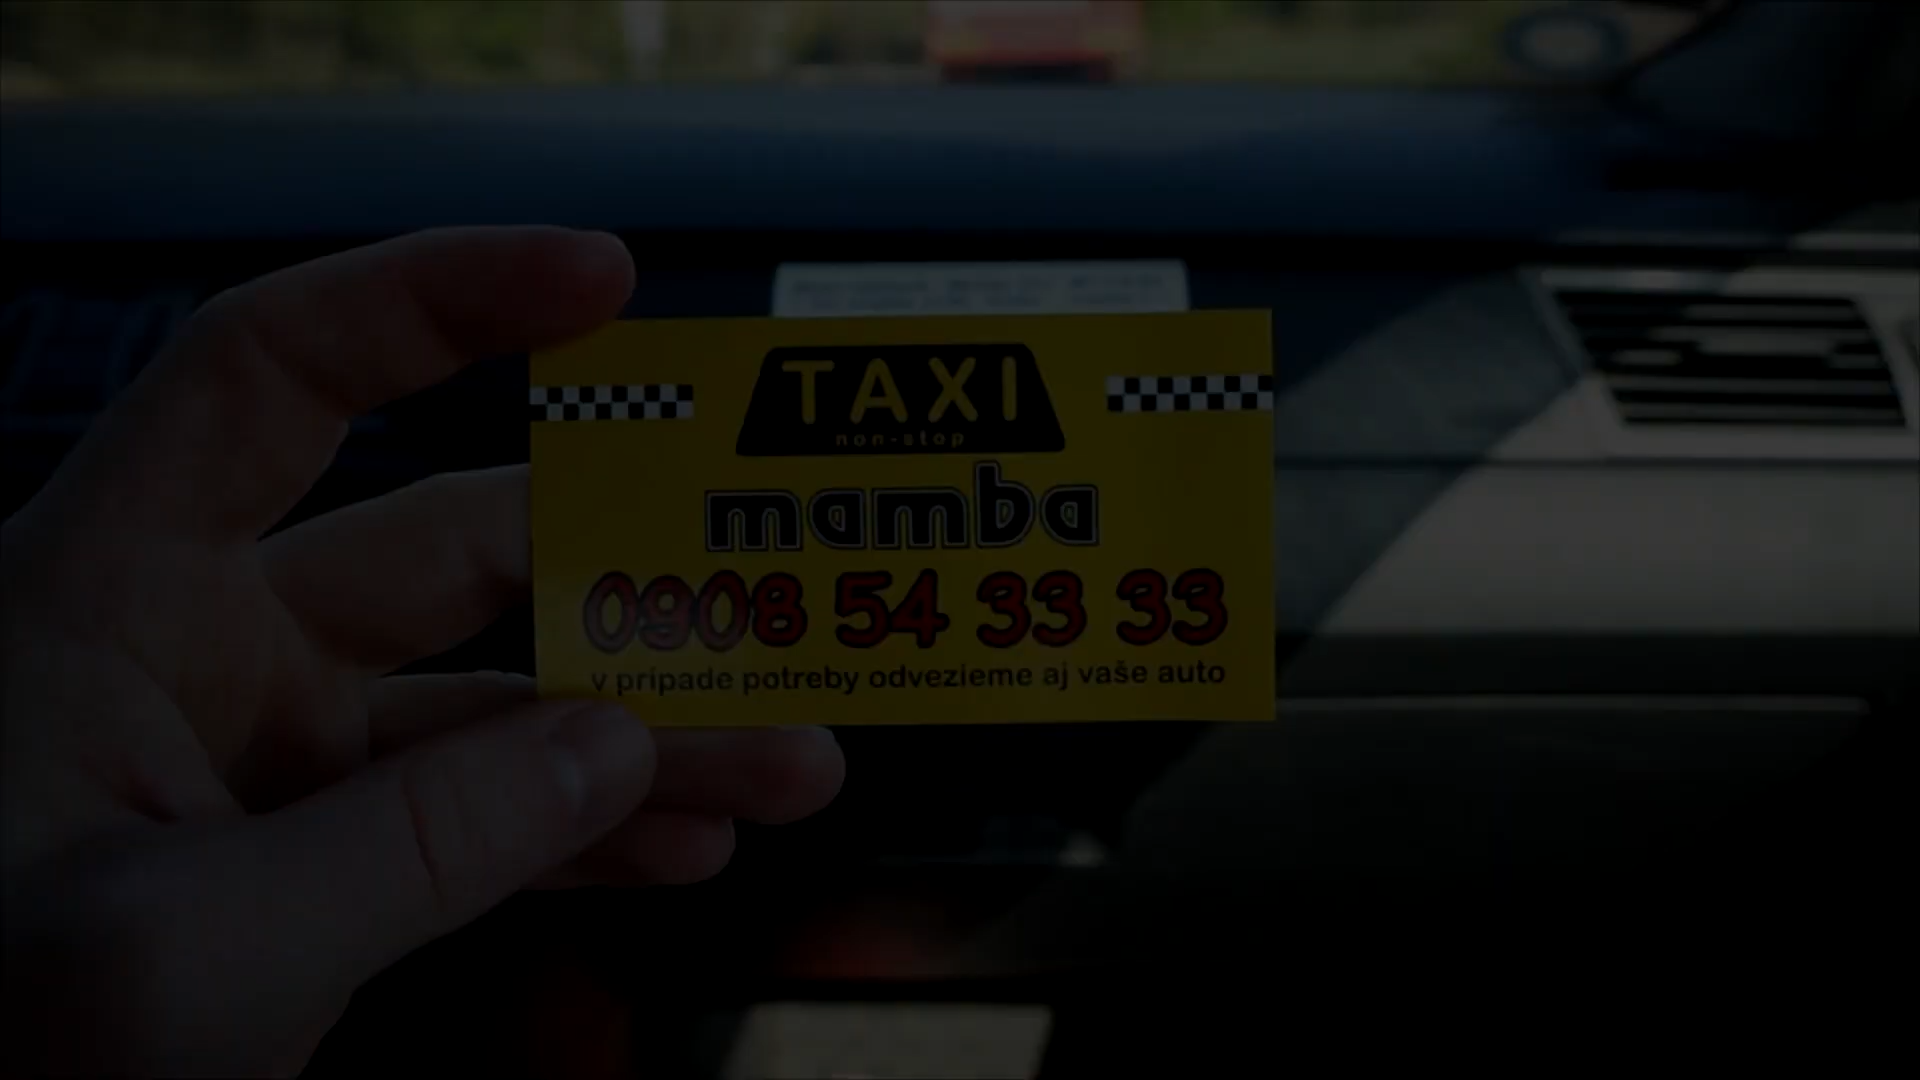 TAXI
non-stop
mamba
0908 54 33 33
v prípade potreby odvezieme aj vaše auto